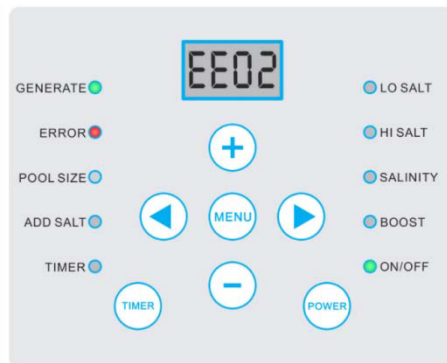 EE02
GENERATE
ERROR
POOL SIZE
ADD SALT
TIMER
LO SALT
HI SALT
SALINITY
BOOST
ON/OFF
+
MENU
-
TIMER
POWER